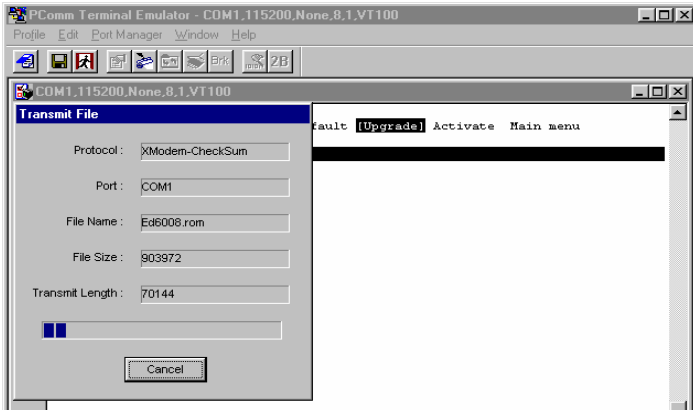 PComm Terminal Emulator - COM1,115200,None,8,1,VT100
Profile Edit Port Manager Window Help
Brk 2B
COM1,115200,None,8,1,VT100
Transmit File
fault [Upgrade] Activate Main menu
Protocol : XModem-CheckSum
Port : COM1
File Name : Ed6008.rom
File Size : 903972
Transmit Length : 70144
Cancel